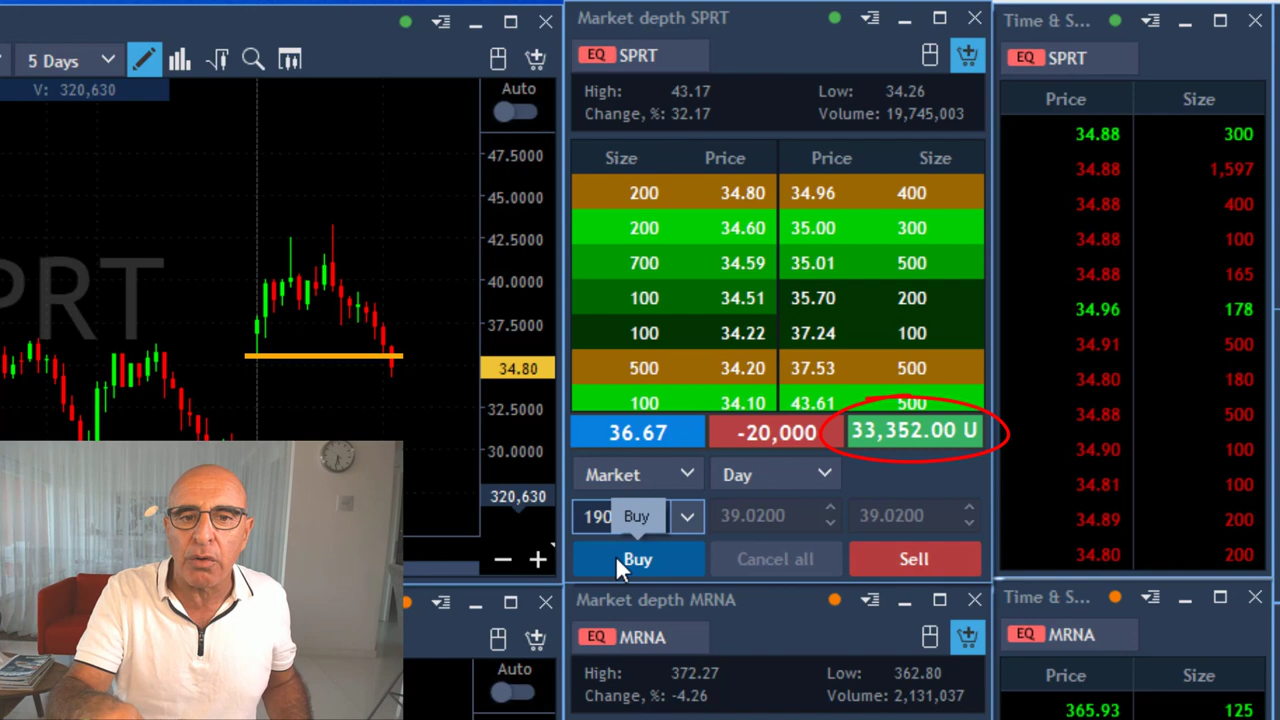 5 Days
V: 320,630
Auto
47.5000
45.0000
42.5000
40.0000
37.5000
34.80
32.5000
30.0000
320,630
PRT
Auto
Market depth SPRT
EQ SPRT
High: 43.17 Low: 34.26
Change, %: 32.17 Volume: 19,745,003
Size Price Price Size
200 34.80 34.96 400
200 34.60 35.00 300
700 34.59 35.01 500
100 34.51 35.70 200
100 34.22 37.24 100
500 34.20 37.53 500
100 34.10 43.61 500
36.67 -20,000 33,352.00 U
Market Day
190 Buy 39.0200 39.0200
Buy Cancel all Sell
Market depth MRNA
EQ MRNA
High: 372.27 Low: 362.80
Change, %: -4.26 Volume: 2,131,037
Time & S...
EQ SPRT
Price Size
34.88 300
34.88 1,597
34.88 400
34.88 100
34.88 165
34.96 178
34.91 500
34.80 180
34.88 500
34.90 100
34.81 100
34.89 200
34.80 200
Time & S...
EQ MRNA
Price Size
365.93 125